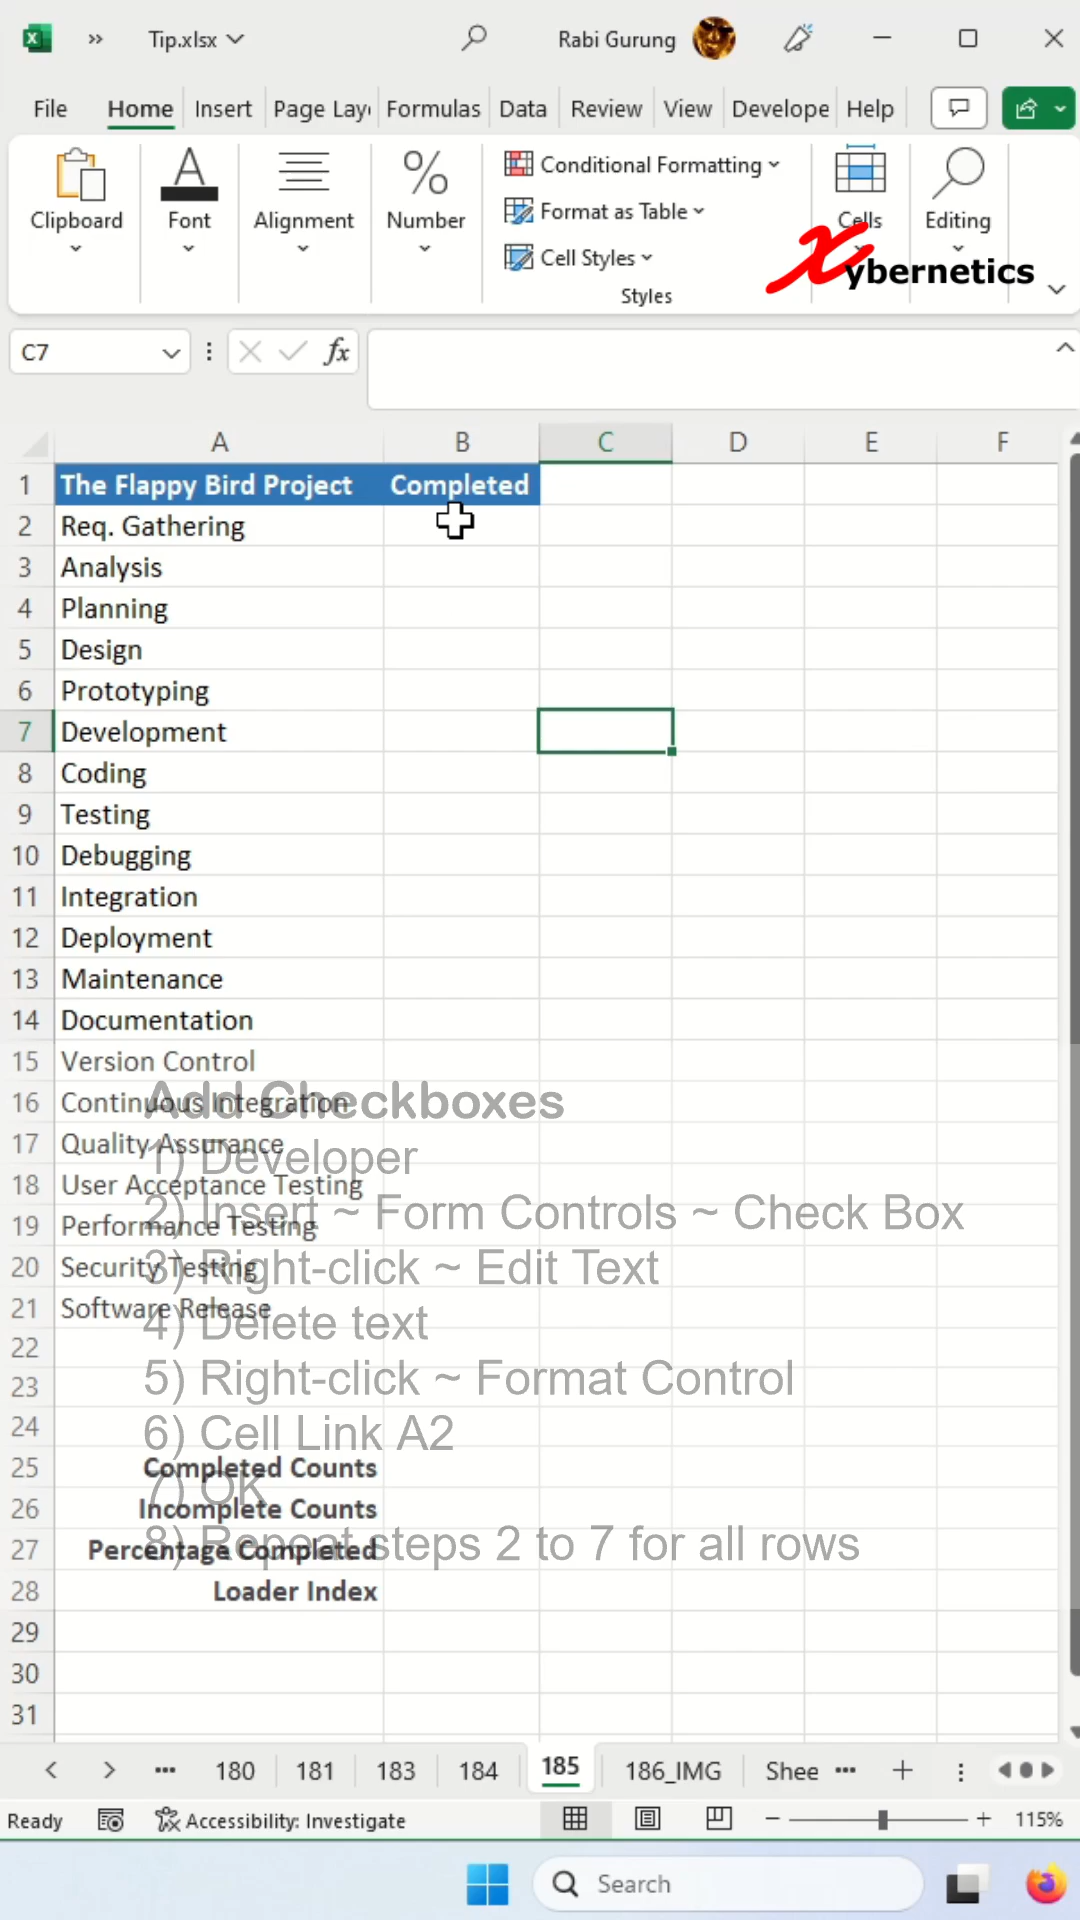 Tip.xlsx
Rabi Gurung
File Home Insert Page Layo Formulas Data Review View Develope Help
Clipboard
Font
Alignment
Number
Conditional Formatting
Format as Table
Cell Styles
Styles
Cells
Editing
Xybernetics
C7
fx
A B C D E F
1 The Flappy Bird Project Completed
2 Req. Gathering
3 Analysis
4 Planning
5 Design
6 Prototyping
7 Development
8 Coding
9 Testing
10 Debugging
11 Integration
12 Deployment
13 Maintenance
14 Documentation
15 Version Control
16 Continuous Integration
17 Quality Assurance
18 User Acceptance Testing
19 Performance Testing
20 Security Testing
21 Software Release
22
23
24
25 Completed Counts
26 Incomplete Counts
27 Percentage Completed
28 Loader Index
29
30
31
Add Checkboxes
1) Developer
2) Insert ~ Form Controls ~ Check Box
3) Right-click ~ Edit Text
4) Delete text
5) Right-click ~ Format Control
6) Cell Link A2
7) OK
8) Repeat steps 2 to 7 for all rows
180 181 183 184 185 186_IMG Shee
Ready
Accessibility: Investigate
115%
Search